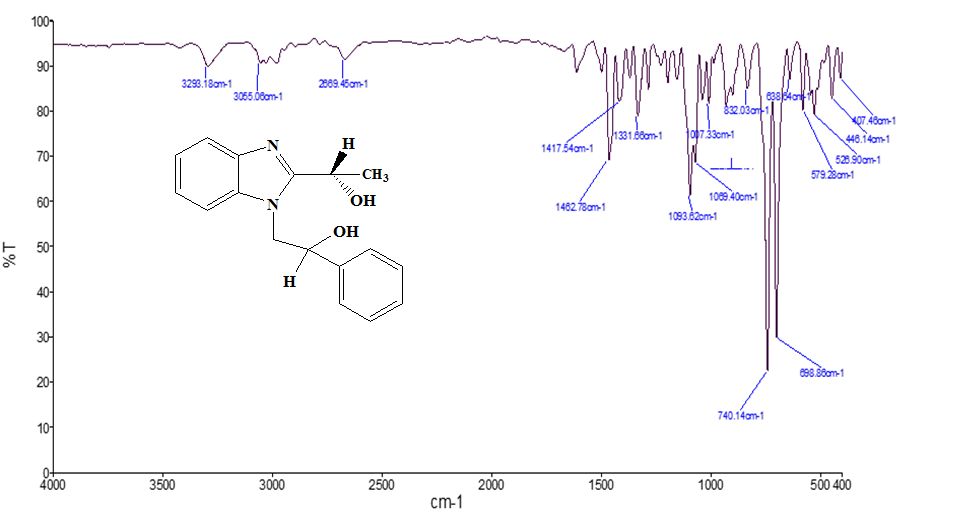 100
90
80
70
60
50
40
30
20
10
0
%T
4000
3500
3000
2500
2000
1500
1000
500 400
cm-1
3293.18cm-1
3055.06cm-1
2669.45cm-1
1462.78cm-1
1417.54cm-1
1331.66cm-1
1093.62cm-1
1069.40cm-1
1007.33cm-1
832.03cm-1
740.14cm-1
698.86cm-1
638.64cm-1
579.28cm-1
526.90cm-1
446.14cm-1
407.46cm-1
N
H
CH3
OH
N
OH
H